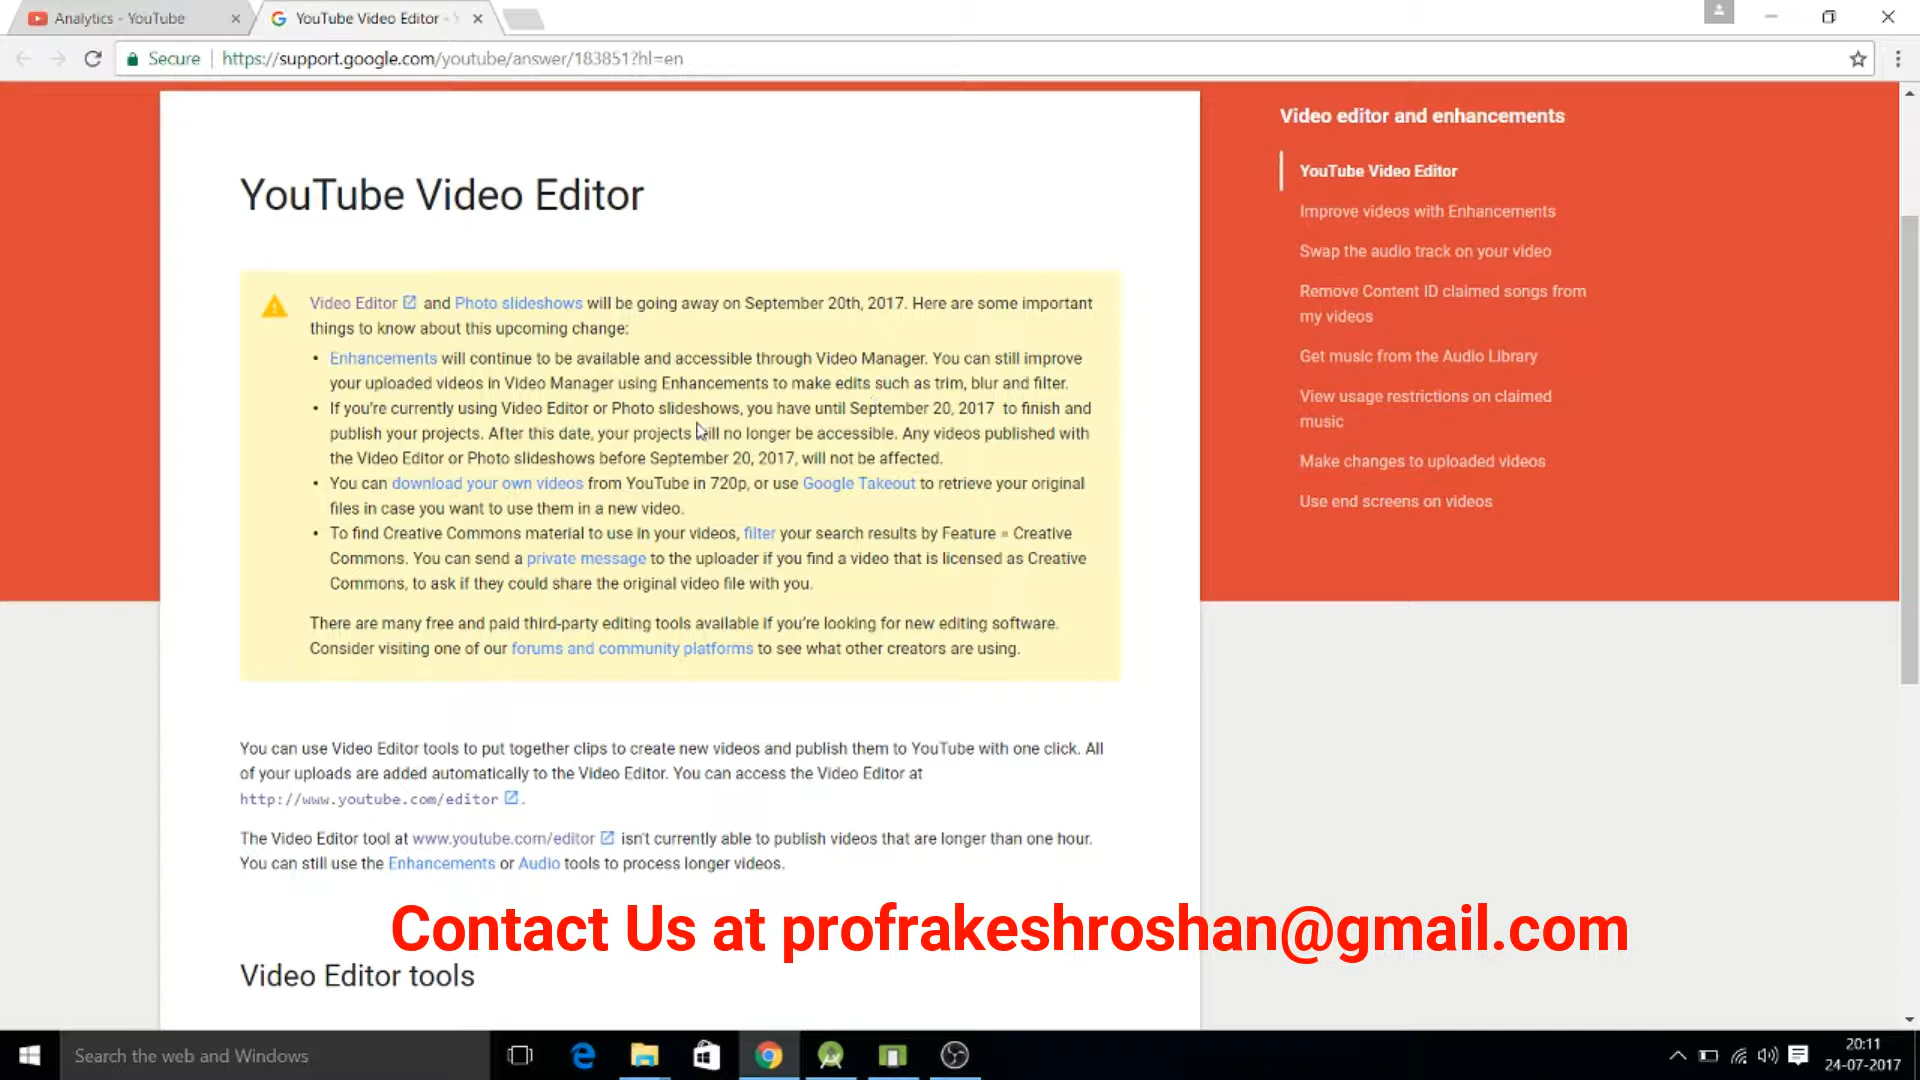 Analytics - YouTube
YouTube Video Editor -
Secure
https://support.google.com/youtube/answer/183851?hl=en
YouTube Video Editor
Video Editor and Photo slideshows will be going away on September 20th, 2017. Here are some important
things to know about this upcoming change:
• Enhancements will continue to be available and accessible through Video Manager. You can still improve
your uploaded videos in Video Manager using Enhancements to make edits such as trim, blur and filter.
• If you're currently using Video Editor or Photo slideshows, you have until September 20, 2017 to finish and
publish your projects. After this date, your projects will no longer be accessible. Any videos published with
the Video Editor or Photo slideshows before September 20, 2017, will not be affected.
• You can download your own videos from YouTube in 720p, or use Google Takeout to retrieve your original
files in case you want to use them in a new video.
• To find Creative Commons material to use in your videos, filter your search results by Feature = Creative
Commons. You can send a private message to the uploader if you find a video that is licensed as Creative
Commons, to ask if they could share the original video file with you.
There are many free and paid third-party editing tools available if you're looking for new editing software.
Consider visiting one of our forums and community platforms to see what other creators are using.
You can use Video Editor tools to put together clips to create new videos and publish them to YouTube with one click. All
of your uploads are added automatically to the Video Editor. You can access the Video Editor at
http://www.youtube.com/editor .
The Video Editor tool at www.youtube.com/editor isn't currently able to publish videos that are longer than one hour.
You can still use the Enhancements or Audio tools to process longer videos.
Contact Us at profrakeshroshan@gmail.com
Video Editor tools
Video editor and enhancements
YouTube Video Editor
Improve videos with Enhancements
Swap the audio track on your video
Remove Content ID claimed songs from
my videos
Get music from the Audio Library
View usage restrictions on claimed
music
Make changes to uploaded videos
Use end screens on videos
Search the web and Windows
20:11
24-07-2017